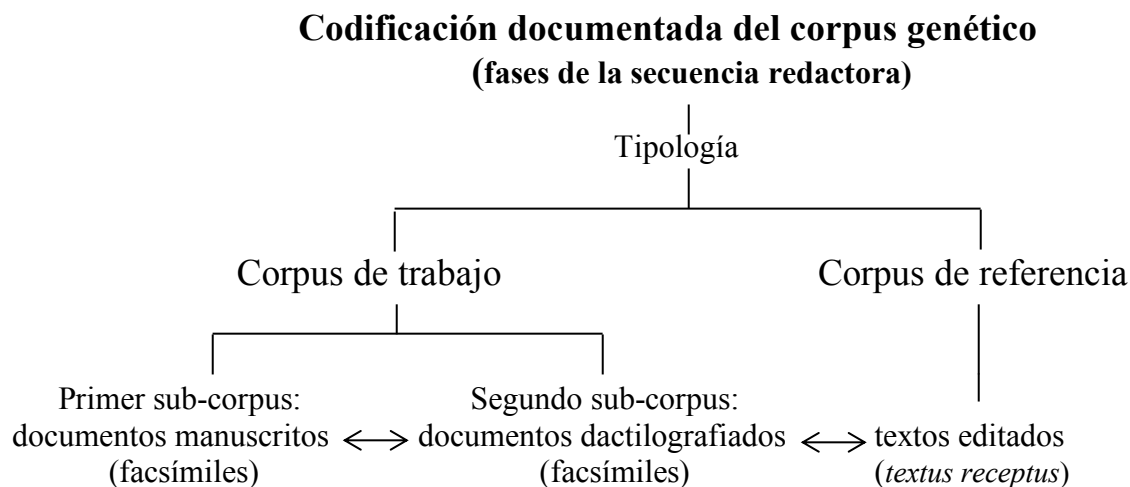 Codificación documentada del corpus genético
(fases de la secuencia redactora)
Tipología
Corpus de trabajo
Corpus de referencia
Primer sub-corpus:
documentos manuscritos
(facsímiles)
Segundo sub-corpus:
documentos dactilografiados
(facsímiles)
textos editados
(textus receptus)